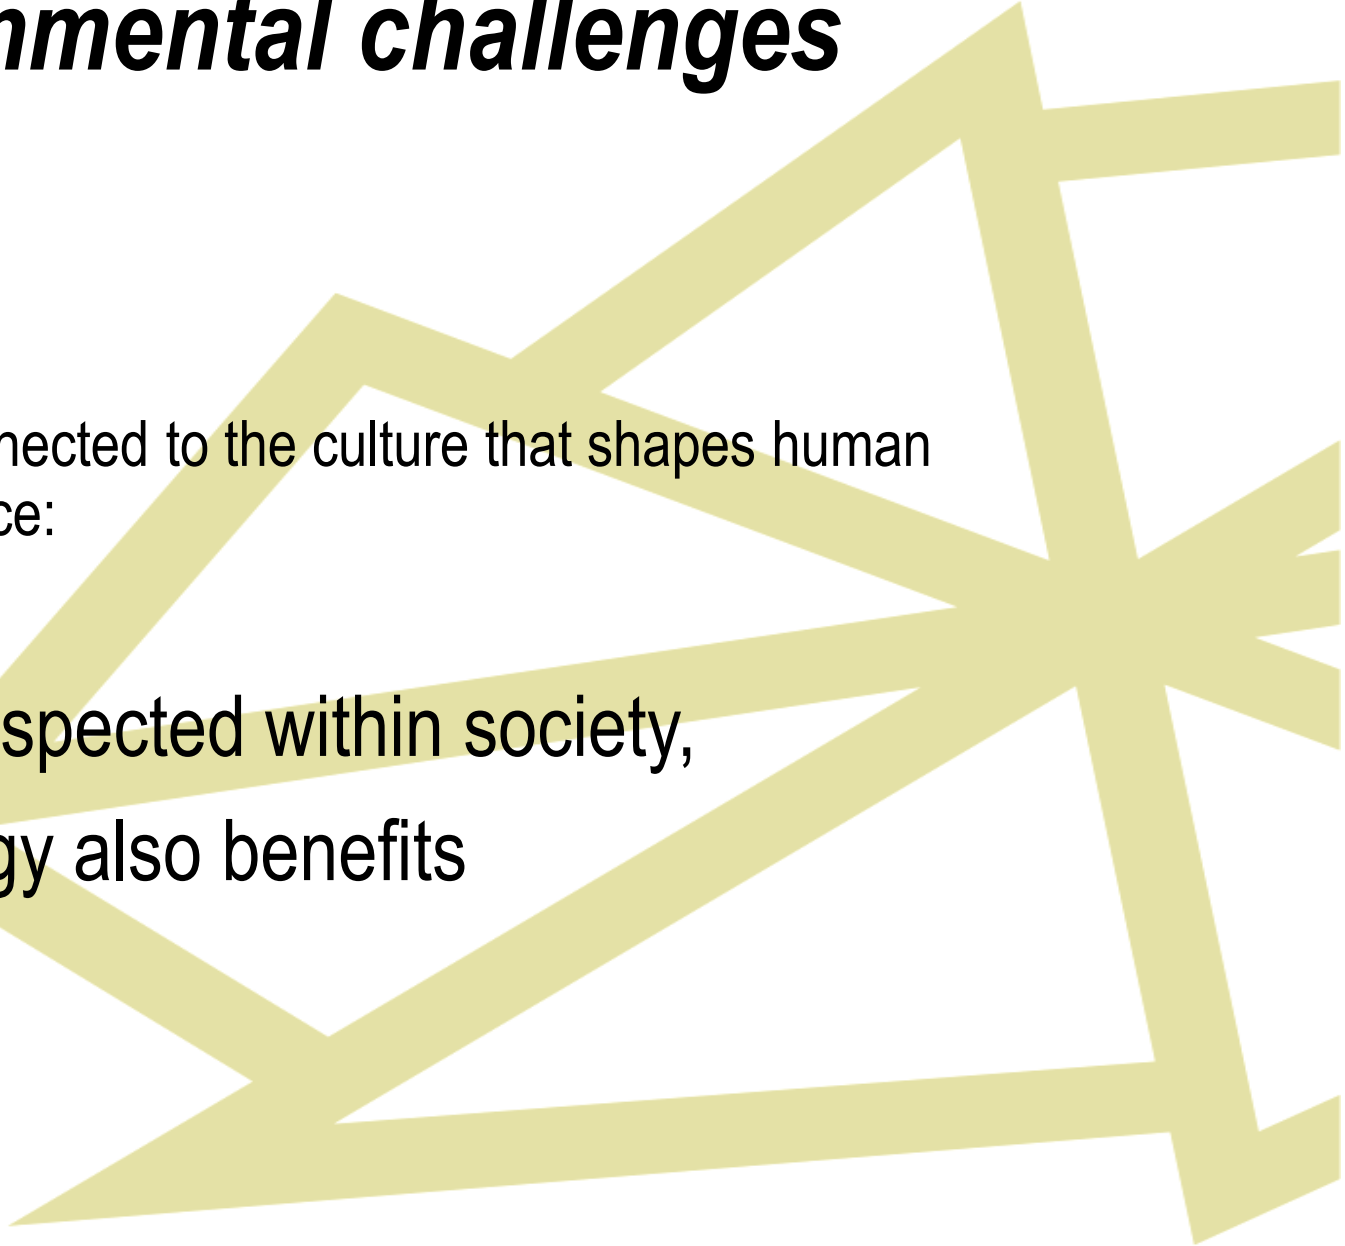 nmental challenges
nected to the culture that shapes human
ce:
spected within society,
gy also benefits